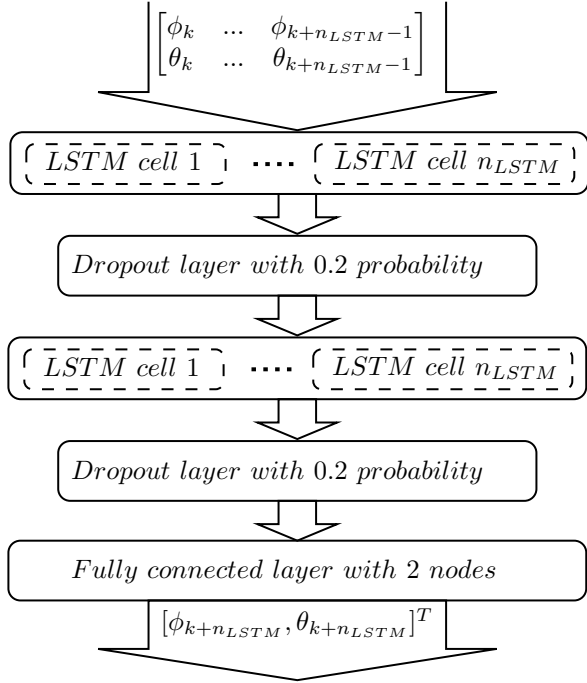 [ϕ_k ... ϕ_{k+n_{LSTM}−1}]
[θ_k ... θ_{k+n_{LSTM}−1}]
LSTM cell 1 .... LSTM cell n_{LSTM}
Dropout layer with 0.2 probability
LSTM cell 1 .... LSTM cell n_{LSTM}
Dropout layer with 0.2 probability
Fully connected layer with 2 nodes
[ϕ_{k+n_{LSTM}}, θ_{k+n_{LSTM}}]^T